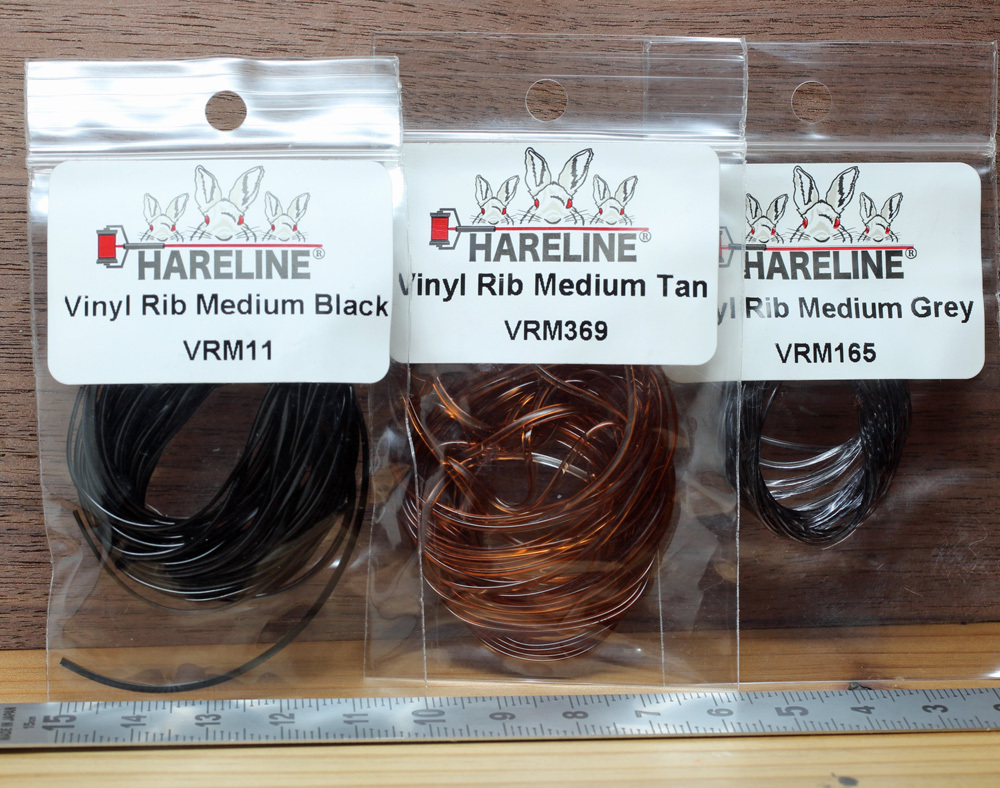 HARELINE®
Vinyl Rib Medium Black
VRM11
HARELINE®
Vinyl Rib Medium Tan
VRM369
HARELINE®
yl Rib Medium Grey
VRM165
15 14 13 12 11 10 9 8 7 6 5 4 3